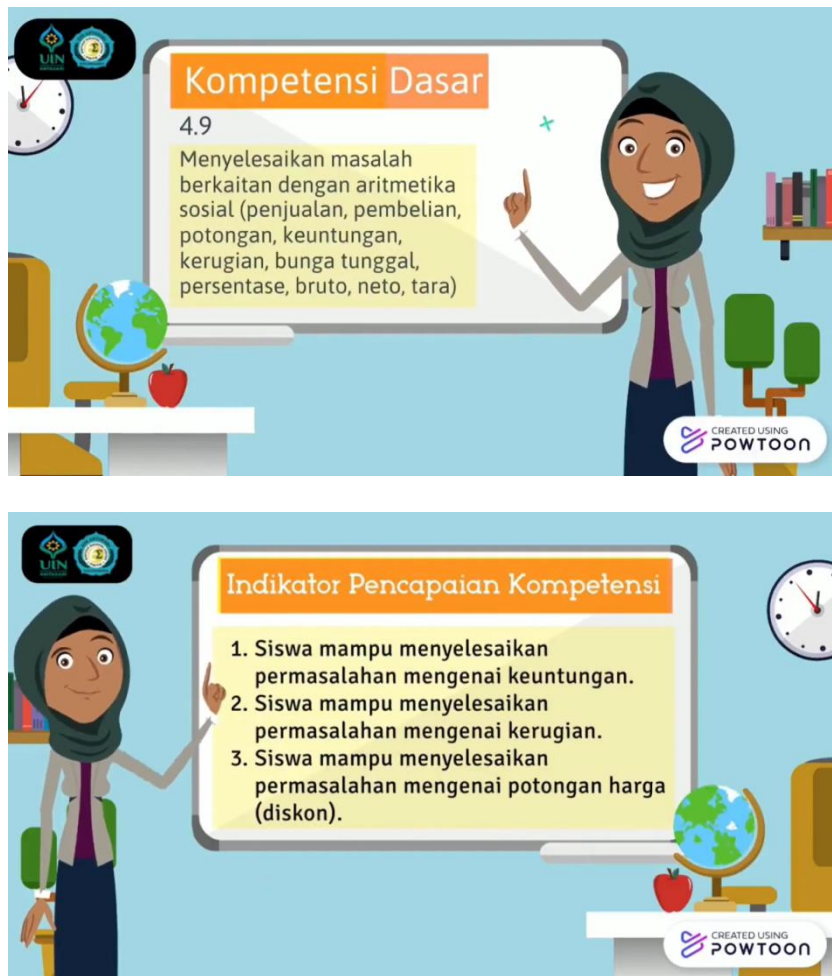 UIN
Kompetensi Dasar
4.9
Menyelesaikan masalah
berkaitan dengan aritmetika
sosial (penjualan, pembelian,
potongan, keuntungan,
kerugian, bunga tunggal,
persentase, bruto, neto, tara)
CREATED USING
POWTOON
UIN
Indikator Pencapaian Kompetensi
1. Siswa mampu menyelesaikan
permasalahan mengenai keuntungan.
2. Siswa mampu menyelesaikan
permasalahan mengenai kerugian.
3. Siswa mampu menyelesaikan
permasalahan mengenai potongan harga
(diskon).
CREATED USING
POWTOON